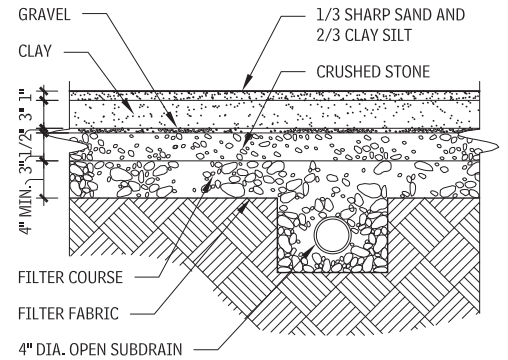 GRAVEL
1/3 SHARP SAND AND
2/3 CLAY SILT
CLAY
CRUSHED STONE
4" MIN. 3" 1/2" 3" 1"
FILTER COURSE
FILTER FABRIC
4" DIA. OPEN SUBDRAIN